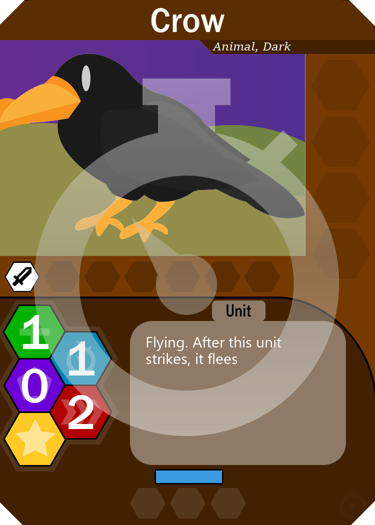 Crow
Animal, Dark
Unit
Flying. After this unit
strikes, it flees
1
1
0
2